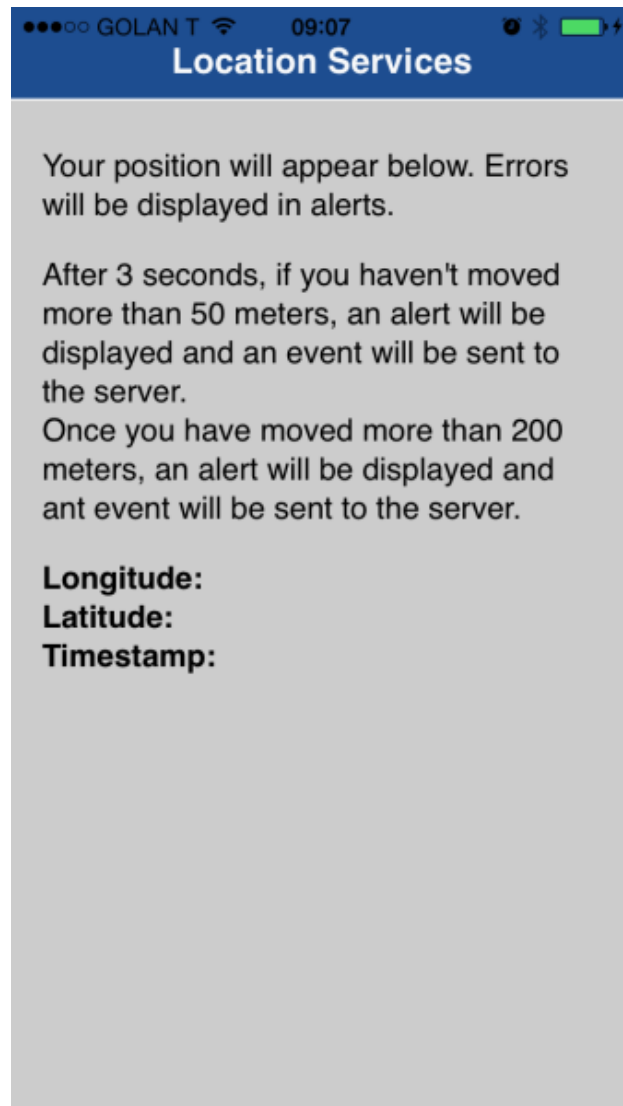 GOLAN T 09:07
Location Services
Your position will appear below. Errors
will be displayed in alerts.
After 3 seconds, if you haven't moved
more than 50 meters, an alert will be
displayed and an event will be sent to
the server.
Once you have moved more than 200
meters, an alert will be displayed and
ant event will be sent to the server.
Longitude:
Latitude:
Timestamp: